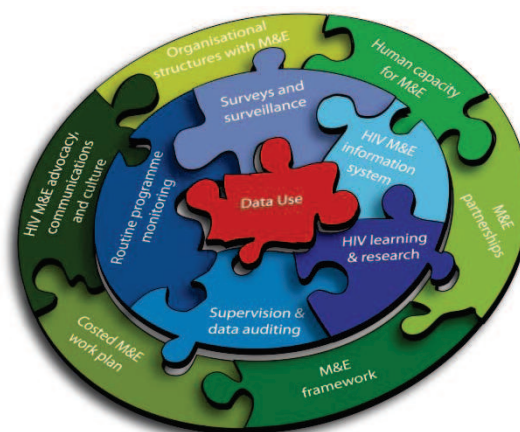 Organisational
structures with M&E
Human capacity
for M&E
M&E
partnerships
M&E
framework
Costed M&E
work plan
HIV M&E advocacy,
communications
and culture
Surveys and
surveillance
HIV M&E
information
system
HIV learning
& research
Supervision &
data auditing
Routine programme
monitoring
Data Use